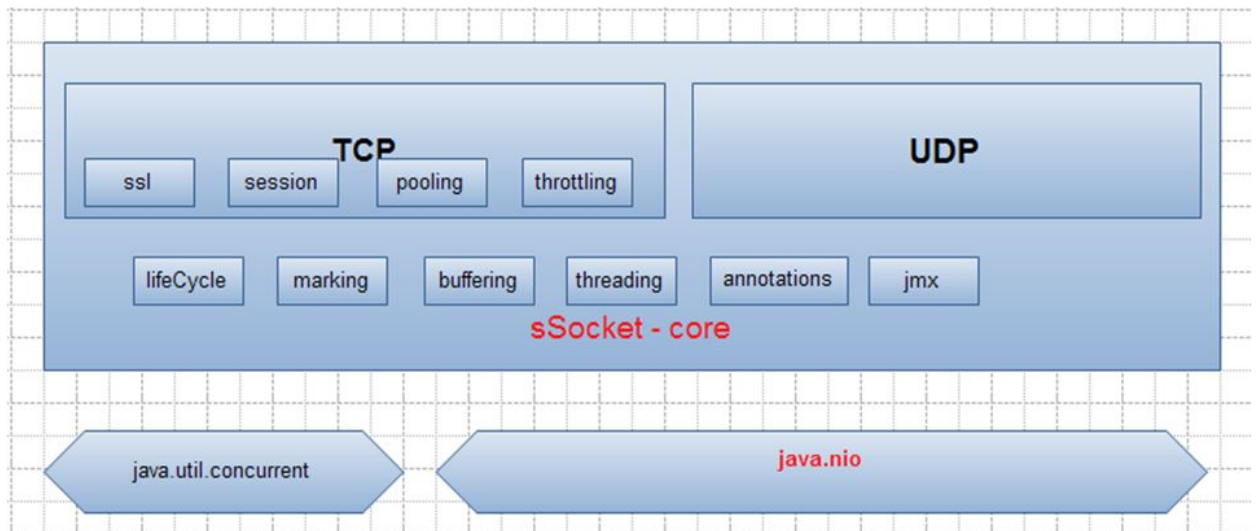 TCP
UDP
ssl
session
pooling
throttling
lifeCycle
marking
buffering
threading
annotations
jmx
sSocket - core
java.util.concurrent
java.nio